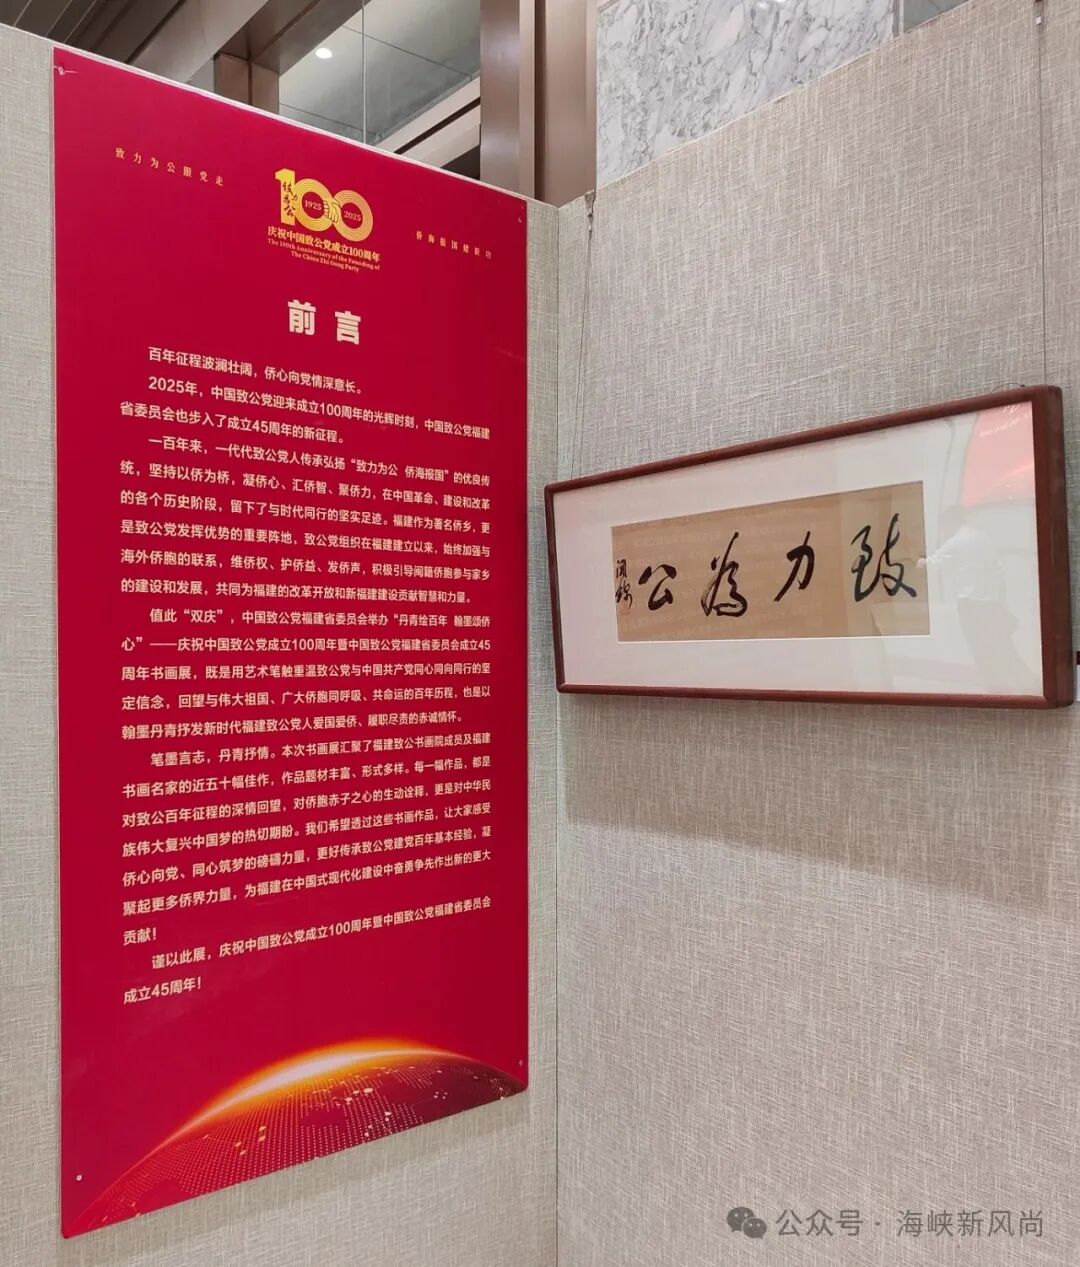 致力为公跟党走
致力为公
100
1925
2025
侨海报国建新功
庆祝中国致公党成立100周年
The 100th Anniversary of the Founding of
The China Zhi Gong Party
前言
百年征程波澜壮阔，侨心向党情深意长。
2025年，中国致公党迎来成立100周年的光辉时刻，中国致公党福建
省委员会也步入了成立45周年的新征程。
一百年来，一代代致公党人传承弘扬“致力为公 侨海报国”的优良传
统，坚持以侨为桥，凝侨心、汇侨智、聚侨力，在中国革命、建设和改革
的各个历史阶段，留下了与时代同行的坚实足迹。福建作为著名侨乡，更
是致公党发挥优势的重要阵地，致公党组织在福建建立以来，始终加强与
海外侨胞的联系，维侨权、护侨益、发侨声，积极引导闽籍侨胞参与家乡
的建设和发展，共同为福建的改革开放和新福建建设贡献智慧和力量。
值此“双庆”，中国致公党福建省委员会举办“丹青绘百年 翰墨颂侨
心”——庆祝中国致公党成立100周年暨中国致公党福建省委员会成立45
周年书画展，既是用艺术笔触重温致公党与中国共产党同心同向同行的坚
定信念，回望与伟大祖国、广大侨胞同呼吸、共命运的百年历程，也是以
翰墨丹青抒发新时代福建致公党人爱国爱侨、履职尽责的赤诚情怀。
笔墨言志，丹青抒情。本次书画展汇聚了福建致公书画院成员及福建
书画名家的近五十幅佳作，作品题材丰富、形式多样。每一幅作品，都是
对致公百年征程的深情回望，对侨胞赤子之心的生动诠释，更是对中华民
族伟大复兴中国梦的热切期盼。我们希望透过这些书画作品，让大家感受
侨心向党、同心筑梦的磅礴力量，更好传承致公党建党百年基本经验，凝
聚起更多侨界力量，为福建在中国式现代化建设中奋勇争先作出新的更大
贡献！
谨以此展，庆祝中国致公党成立100周年暨中国致公党福建省委员会
成立45周年！
致力為公
公众号·海峡新风尚